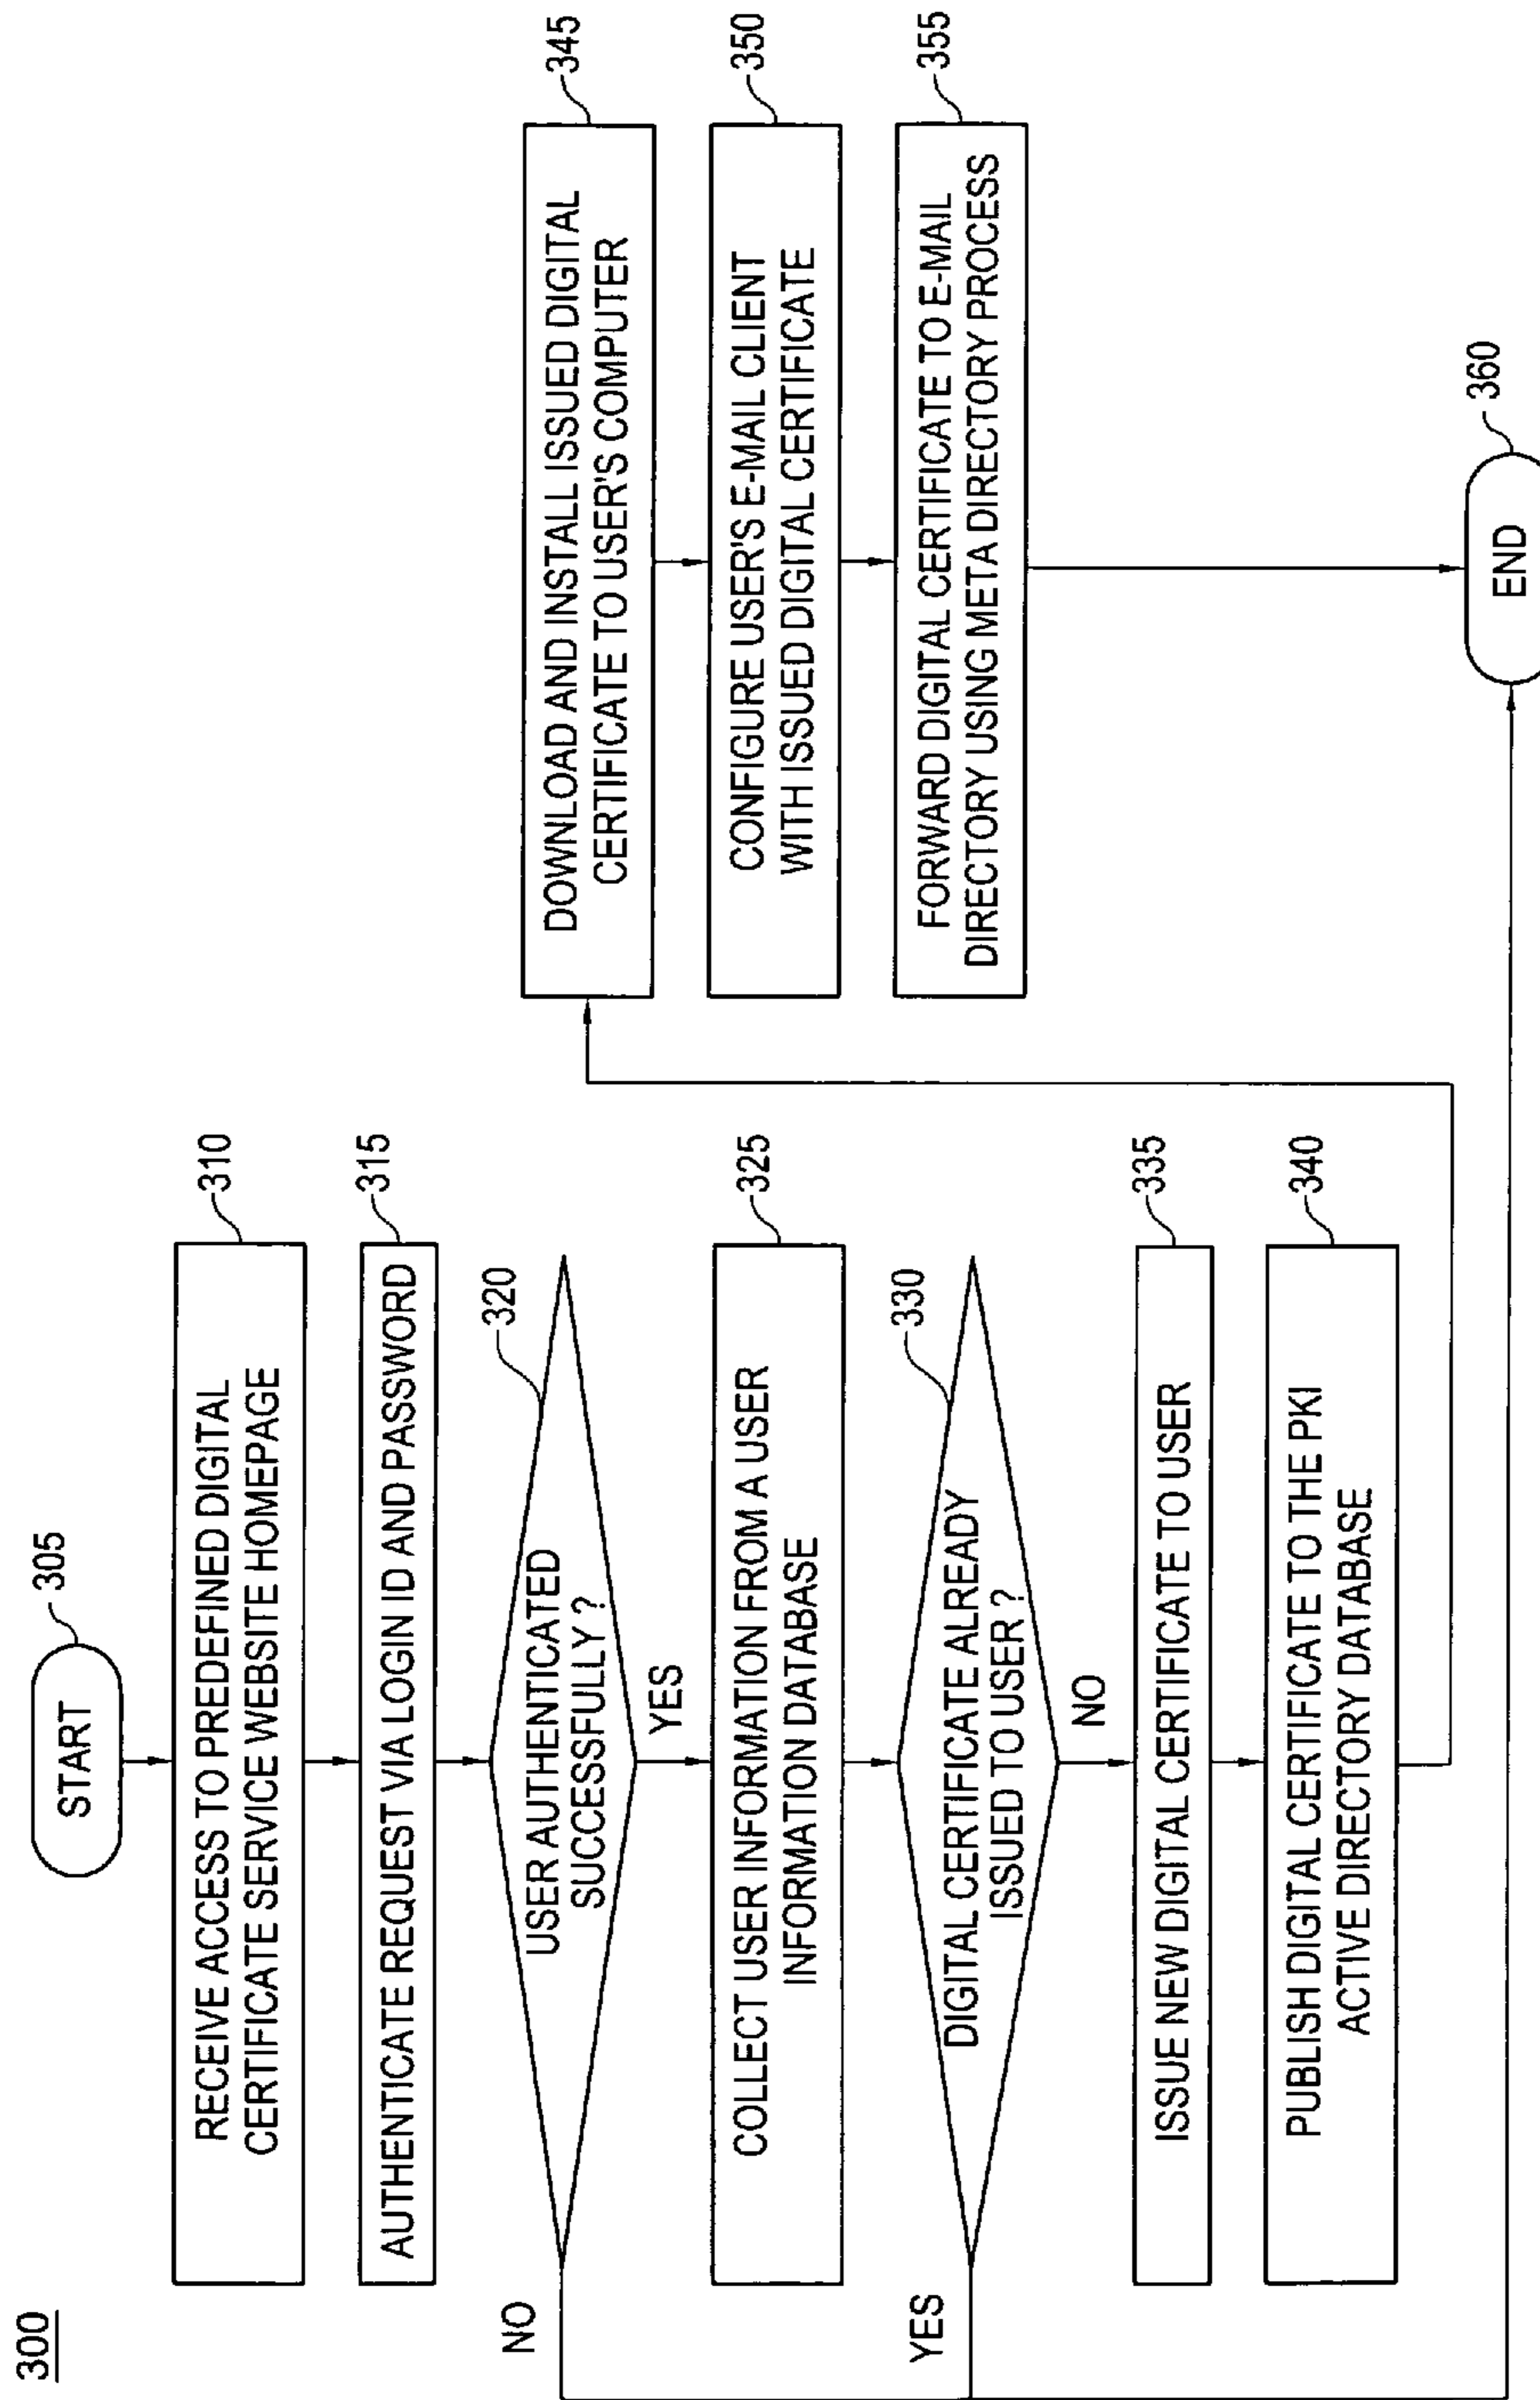 300
START
305
RECEIVE ACCESS TO PREDEFINED DIGITAL
CERTIFICATE SERVICE WEBSITE HOMEPAGE
310
AUTHENTICATE REQUEST VIA LOGIN ID AND PASSWORD
315
USER AUTHENTICATED
SUCCESSFULLY ?
320
NO
YES
COLLECT USER INFORMATION FROM A USER
INFORMATION DATABASE
325
DIGITAL CERTIFICATE ALREADY
ISSUED TO USER ?
330
YES
NO
ISSUE NEW DIGITAL CERTIFICATE TO USER
335
PUBLISH DIGITAL CERTIFICATE TO THE PKI
ACTIVE DIRECTORY DATABASE
340
DOWNLOAD AND INSTALL ISSUED DIGITAL
CERTIFICATE TO USER'S COMPUTER
345
CONFIGURE USER'S E-MAIL CLIENT
WITH ISSUED DIGITAL CERTIFICATE
350
FORWARD DIGITAL CERTIFICATE TO E-MAIL
DIRECTORY USING META DIRECTORY PROCESS
355
END
360